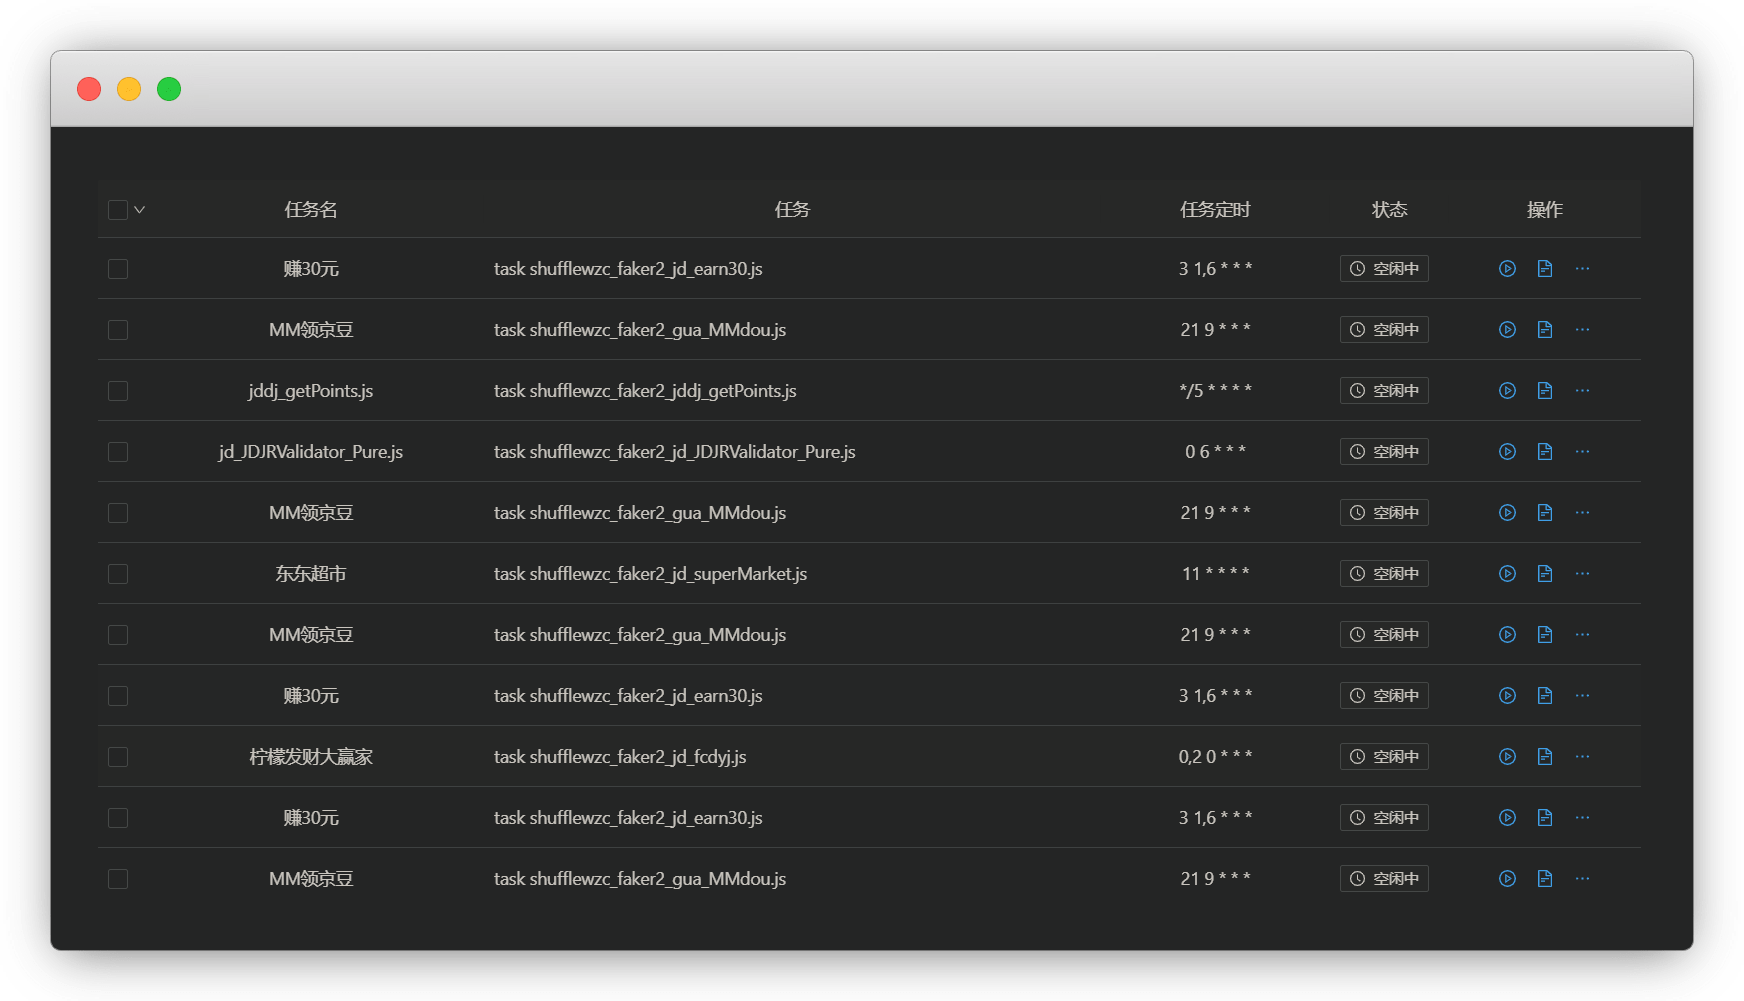 任务名 任务 任务定时 状态 操作
赚30元 task shufflewzc_faker2_jd_earn30.js 3 1,6 * * * 空闲中
MM领京豆 task shufflewzc_faker2_gua_MMdou.js 21 9 * * * 空闲中
jddj_getPoints.js task shufflewzc_faker2_jddj_getPoints.js */5 * * * * 空闲中
jd_JDJRValidator_Pure.js task shufflewzc_faker2_jd_JDJRValidator_Pure.js 0 6 * * * 空闲中
MM领京豆 task shufflewzc_faker2_gua_MMdou.js 21 9 * * * 空闲中
东东超市 task shufflewzc_faker2_jd_superMarket.js 11 * * * * 空闲中
MM领京豆 task shufflewzc_faker2_gua_MMdou.js 21 9 * * * 空闲中
赚30元 task shufflewzc_faker2_jd_earn30.js 3 1,6 * * * 空闲中
柠檬发财大赢家 task shufflewzc_faker2_jd_fcdyj.js 0,2 0 * * * 空闲中
赚30元 task shufflewzc_faker2_jd_earn30.js 3 1,6 * * * 空闲中
MM领京豆 task shufflewzc_faker2_gua_MMdou.js 21 9 * * * 空闲中